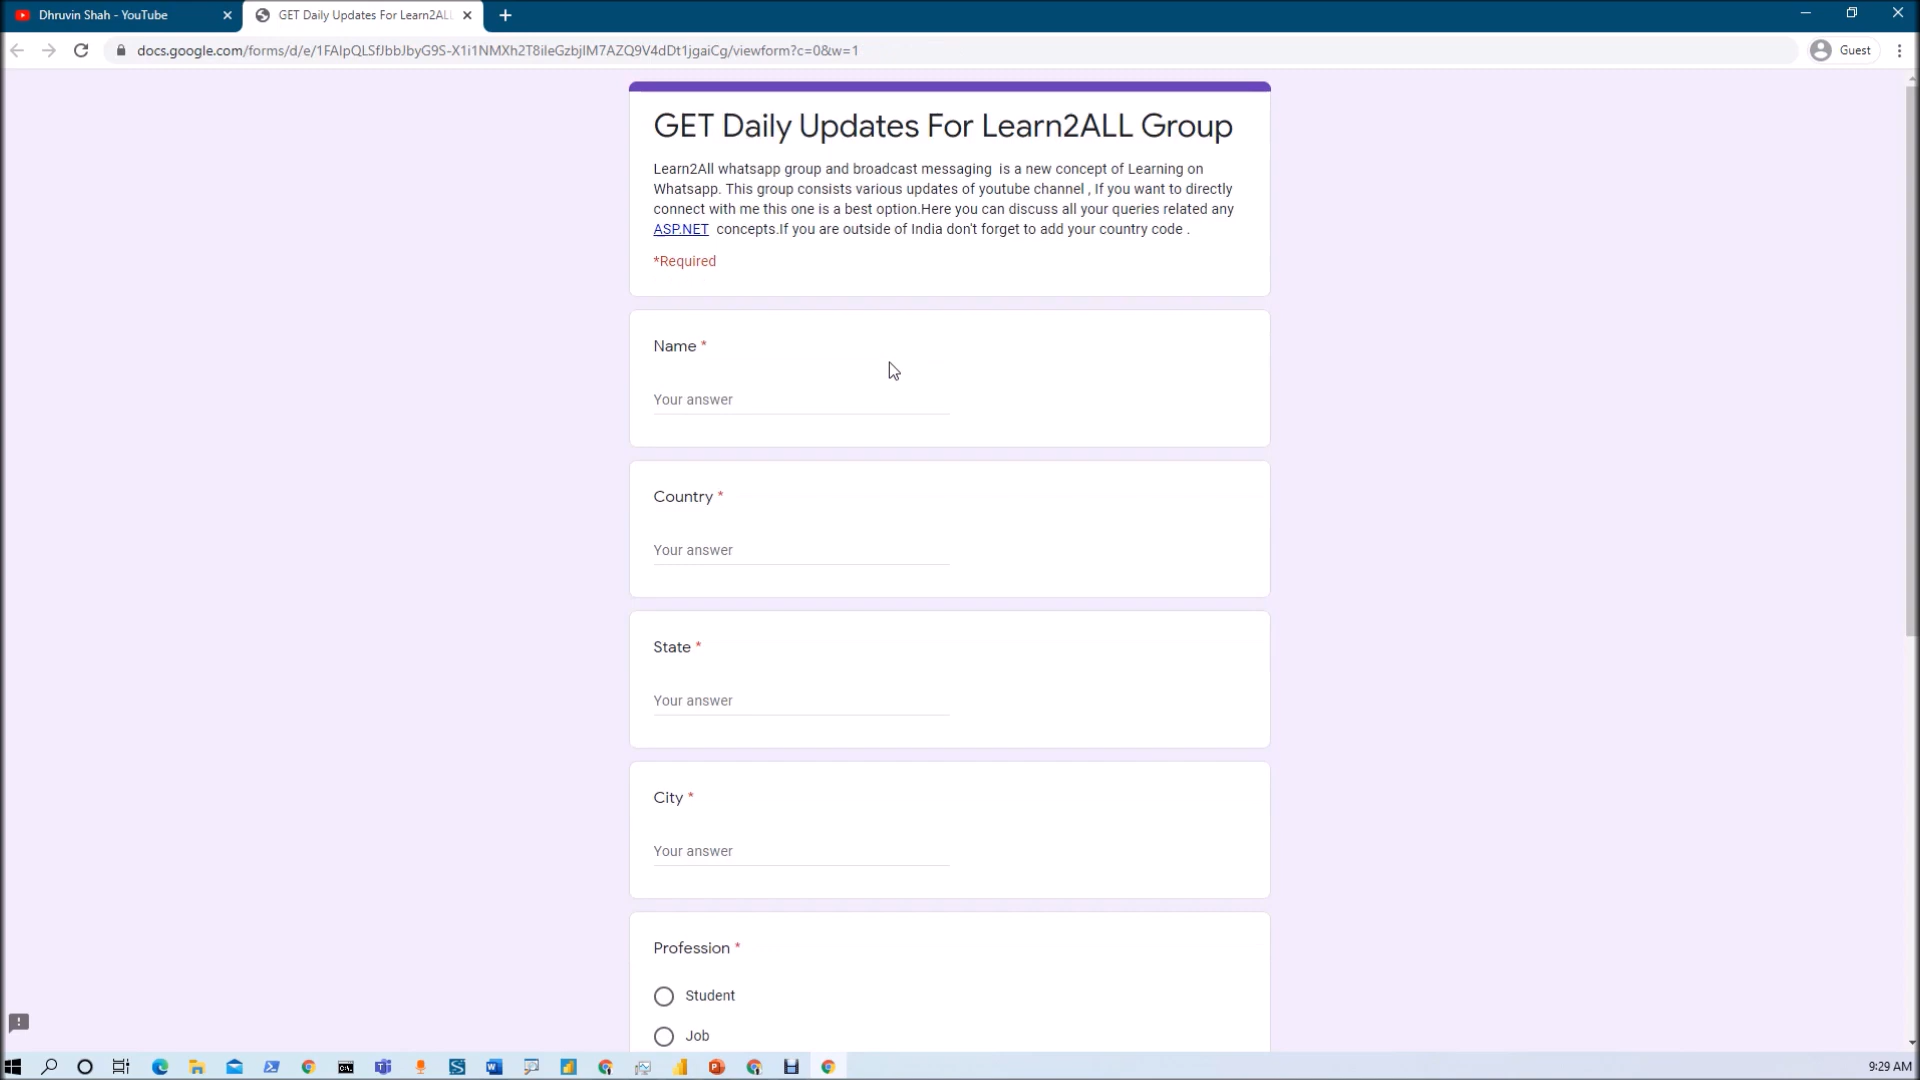 Dhruvin Shah - YouTube
GET Daily Updates For Learn2ALL
docs.google.com/forms/d/e/1FAIpQLSfJbbJbyG9S-X1i1NMXh2T8iIeGzbjIM7AZQ9V4dDt1jgaiCg/viewform?c=0&w=1
Guest
GET Daily Updates For Learn2ALL Group
Learn2All whatsapp group and broadcast messaging  is a new concept of Learning on
Whatsapp. This group consists various updates of youtube channel , If you want to directly
connect with me this one is a best option.Here you can discuss all your queries related any
ASP.NET  concepts.If you are outside of India don't forget to add your country code .
*Required
Name *
Your answer
Country *
Your answer
State *
Your answer
City *
Your answer
Profession *
Student
Job
9:29 AM